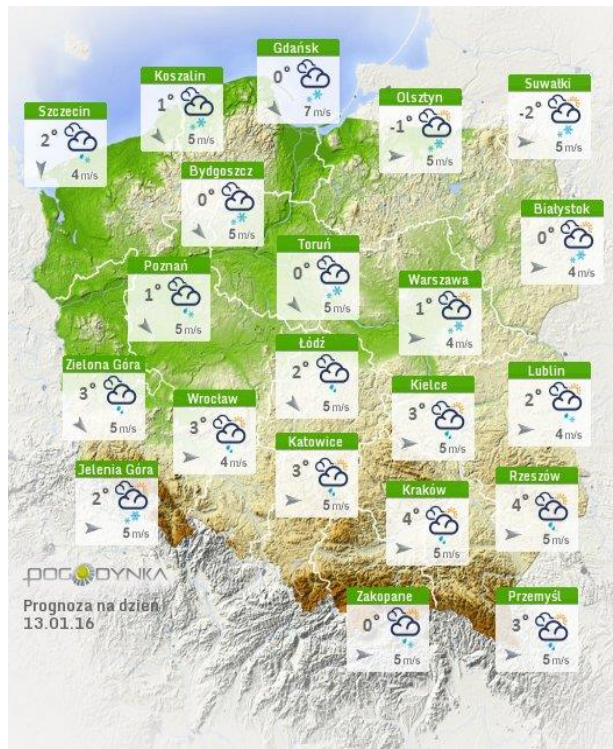 Gdańsk
0°
7 m/s
Koszalin
1°
5 m/s
Suwałki
-2°
5 m/s
Olsztyn
-1°
5 m/s
Szczecin
2°
4 m/s
Bydgoszcz
0°
5 m/s
Białystok
0°
4 m/s
Toruń
0°
5 m/s
Poznań
1°
5 m/s
Warszawa
1°
4 m/s
Łódź
2°
5 m/s
Zielona Góra
3°
5 m/s
Lublin
2°
4 m/s
Kielce
3°
5 m/s
Wrocław
3°
4 m/s
Katowice
3°
5 m/s
Jelenia Góra
2°
5 m/s
Rzeszów
4°
5 m/s
Kraków
4°
5 m/s
POGODYNKA
Prognoza na dzień
13.01.16
Zakopane
0°
5 m/s
Przemyśl
3°
5 m/s